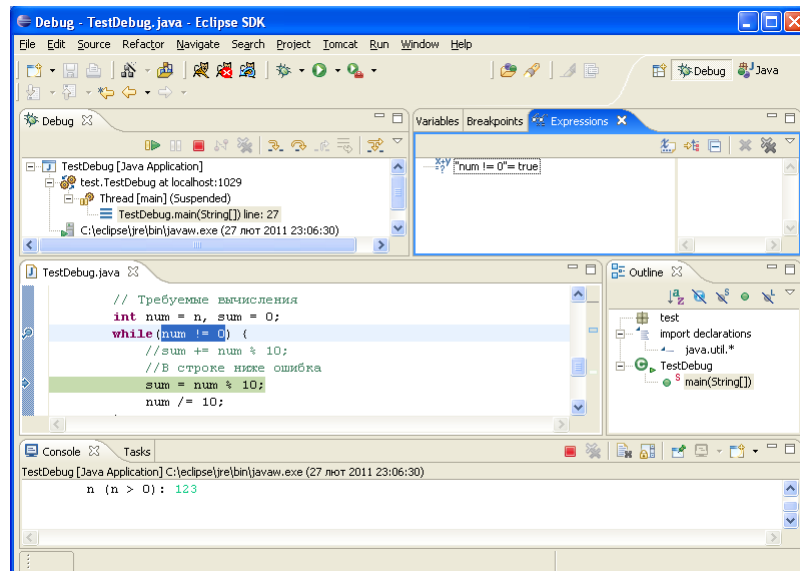 Debug - TestDebug.java - Eclipse SDK
File Edit Source Refactor Navigate Search Project Tomcat Run Window Help
Debug Java
Debug
Variables Breakpoints Expressions
TestDebug [Java Application]
test.TestDebug at localhost:1029
Thread [main] (Suspended)
TestDebug.main(String[]) line: 27
C:\eclipse\jre\bin\javaw.exe (27 лют 2011 23:06:30)
"num != 0"= true
TestDebug.java
// Требуемые вычисления
int num = n, sum = 0;
while(num != 0) {
//sum += num % 10;
//В строке ниже ошибка
sum = num % 10;
num /= 10;
Outline
test
import declarations
java.util.*
TestDebug
main(String[])
Console Tasks
TestDebug [Java Application] C:\eclipse\jre\bin\javaw.exe (27 лют 2011 23:06:30)
n (n > 0): 123